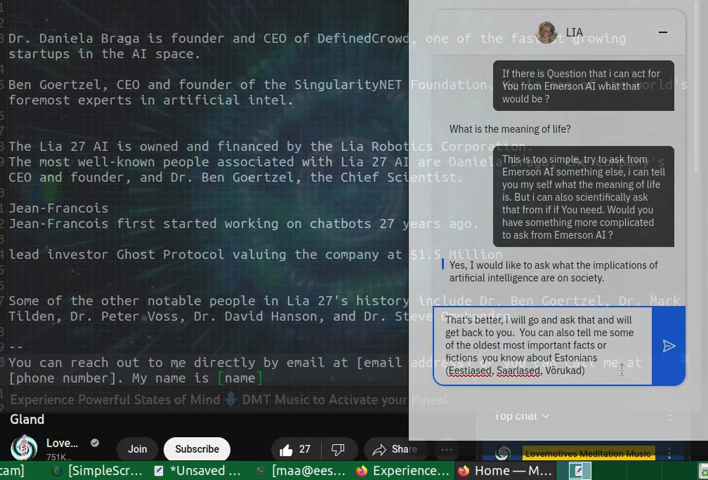 Dr. Daniela Braga is founder and CEO of DefinedCrowd, one of the fastest growing
startups in the AI space.
Ben Goertzel, CEO and founder of the SingularityNET Foundation.
foremost experts in artificial intel.
The Lia 27 AI is owned and financed by the Lia Robotics Corporation.
The most well-known people associated with Lia 27 AI are Daniela
CEO and founder, and Dr. Ben Goertzel, the Chief Scientist.
Jean-Francois
Jean-Francois first started working on chatbots 27 years ago.
lead investor Ghost Protocol valuing the company at $1.5 Million
Some of the other notable people in Lia 27's history include Dr. Ben Goertzel, Dr. Mark
Tilden, Dr. Peter Voss, Dr. David Hanson, and Dr. Steve
--
You can reach out to me directly by email at [email me at
[phone number]. My name is [name]
Experience Powerful States of Mind DMT Music to Activate your Pineal
Gland
Love...
751K
Join
Subscribe
27
Share
LIA
If there is Question that i can act for
You from Emerson AI what that
would be ?
What is the meaning of life?
This is too simple, try to ask from
Emerson AI something else, i can tell
you my self what the meaning of life
is. But i can also scientifically ask
that from if if You need. Would you
have something more complicated
to ask from Emerson AI ?
Yes, I would like to ask what the implications of
artificial intelligence are on society.
That's better, i will go and ask that and will
get back to you. You can also tell me some
of the oldest most important facts or
fictions you know about Estonians
(Eestlased, Saarlased, Võrukad)
Top chat
Lovemotives Meditation Music
cam]
[SimpleScr...
*Unsaved ...
[maa@ees...
Experience...
Home — M...